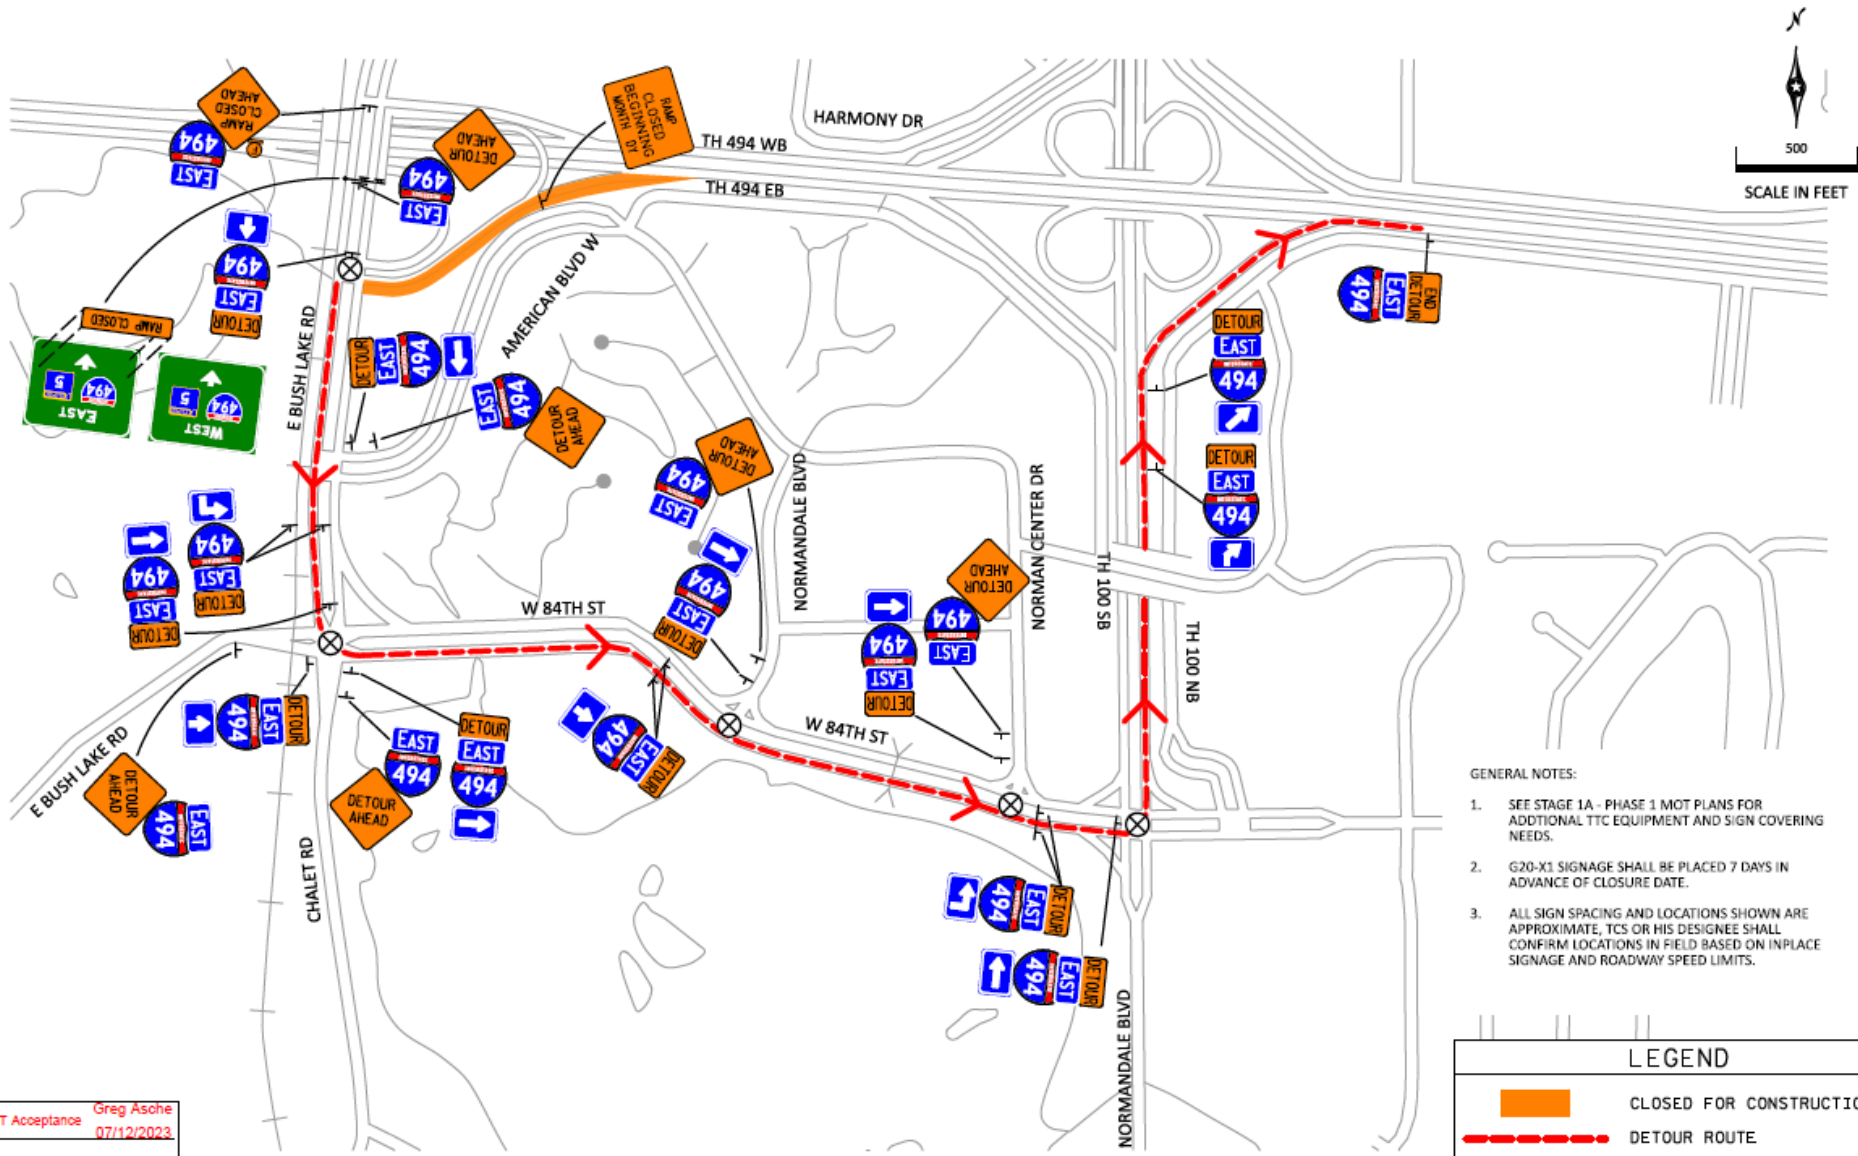 N
500
SCALE IN FEET
RAMP
CLOSED
AHEAD
494
EAST
DETOUR
AHEAD
494
EAST
RAMP
CLOSED
BEGINNING
MONTH DY
HARMONY DR
TH 494 WB
TH 494 EB
494
EAST
DETOUR
RAMP CLOSED
EAST
494
5
WEST
494
5
E BUSH LAKE RD
AMERICAN BLVD W
DETOUR
EAST
494
EAST
494
DETOUR
AHEAD
END
DETOUR
EAST
494
DETOUR
EAST
494
DETOUR
EAST
494
494
EAST
DETOUR
494
EAST
DETOUR
DETOUR
AHEAD
494
EAST
494
EAST
DETOUR
NORMANDALE BLVD
NORMAN CENTER DR
TH 100 SB
TH 100 NB
W 84TH ST
DETOUR
AHEAD
494
EAST
494
EAST
DETOUR
DETOUR
EAST
494
E BUSH LAKE RD
DETOUR
AHEAD
EAST
494
EAST
494
DETOUR
AHEAD
DETOUR
EAST
494
494
EAST
DETOUR
W 84TH ST
CHALET RD
DETOUR
EAST
494
DETOUR
EAST
494
NORMANDALE BLVD
GENERAL NOTES:
1. SEE STAGE 1A - PHASE 1 MOT PLANS FOR
ADDTIONAL TTC EQUIPMENT AND SIGN COVERING
NEEDS.
2. G20-X1 SIGNAGE SHALL BE PLACED 7 DAYS IN
ADVANCE OF CLOSURE DATE.
3. ALL SIGN SPACING AND LOCATIONS SHOWN ARE
APPROXIMATE, TCS OR HIS DESIGNEE SHALL
CONFIRM LOCATIONS IN FIELD BASED ON INPLACE
SIGNAGE AND ROADWAY SPEED LIMITS.
LEGEND
CLOSED FOR CONSTRUCTIO
DETOUR ROUTE
T Acceptance
Greg Asche
07/12/2023